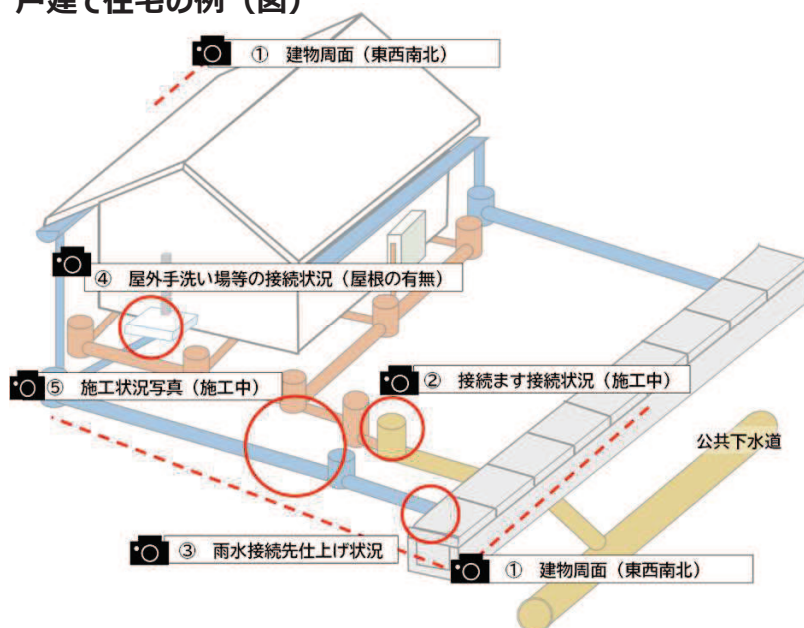 戸建て住宅の例（図）
① 建物周面（東西南北）
④ 屋外手洗い場等の接続状況（屋根の有無）
⑤ 施工状況写真（施工中）
② 接続ます接続状況（施工中）
公共下水道
③ 雨水接続先仕上げ状況
① 建物周面（東西南北）